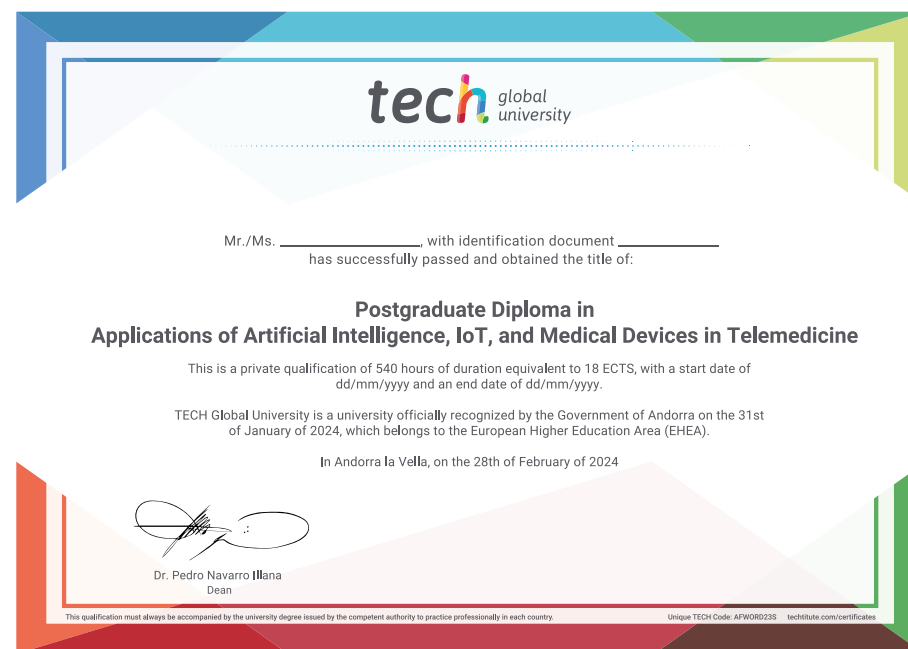 tech global university
Mr./Ms. ____________, with identification document ____________
has successfully passed and obtained the title of:
Postgraduate Diploma in
Applications of Artificial Intelligence, IoT, and Medical Devices in Telemedicine
This is a private qualification of 540 hours of duration equivalent to 18 ECTS, with a start date of
dd/mm/yyyy and an end date of dd/mm/yyyy.
TECH Global University is a university officially recognized by the Government of Andorra on the 31st
of January of 2024, which belongs to the European Higher Education Area (EHEA).
In Andorra la Vella, on the 28th of February of 2024
Dr. Pedro Navarro Illana
Dean
This qualification must always be accompanied by the university degree issued by the competent authority to practice professionally in each country. Unique TECH Code: AFWORD23S techtitute.com/certificates